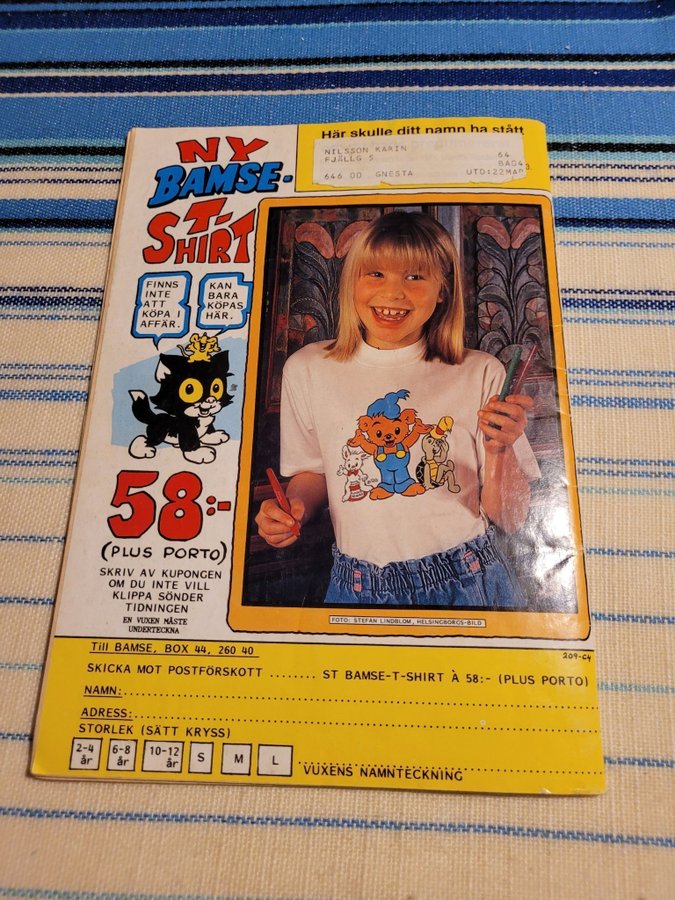 NY
BAMSE-
T-
SHIRT
Här skulle ditt namn ha stått
NILSSON KARIN
FJÄLLG 5 64
BAG4 3
646 00 GNESTA UTD:22MAR
FINNS
INTE
ATT
KÖPA I
AFFÄR.
KAN
BARA
KÖPAS
HÄR.
58:-
(PLUS PORTO)
SKRIV AV KUPONGEN
OM DU INTE VILL
KLIPPA SÖNDER
TIDNINGEN
EN VUXEN MÅSTE
UNDERTECKNA
FOTO: STEFAN LINDBLOM, HELSINGBORGS-BILD
Till BAMSE, BOX 44, 260 40
209-C4
SKICKA MOT POSTFÖRSKOTT ........ ST BAMSE-T-SHIRT À 58:- (PLUS PORTO)
NAMN:
ADRESS:
STORLEK (SÄTT KRYSS)
2-4 år 6-8 år 10-12 år S M L
VUXENS NAMNTECKNING